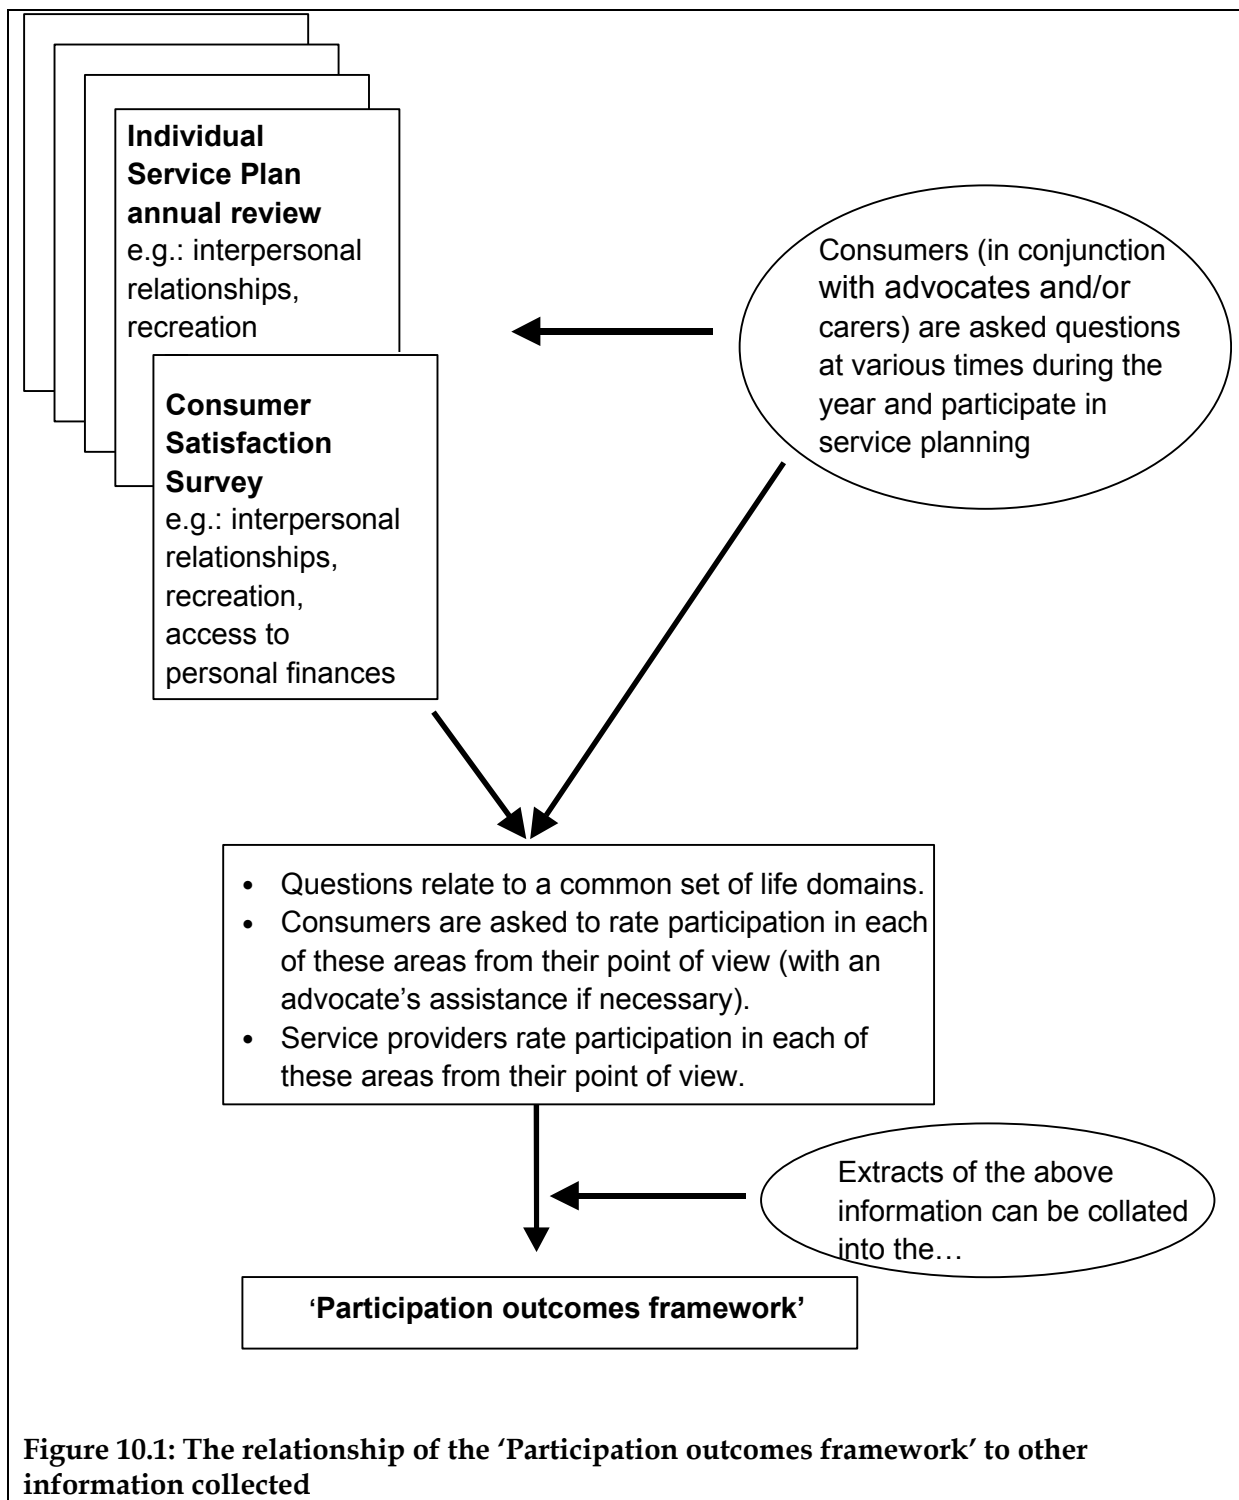 Individual
Service Plan
annual review
e.g.: interpersonal
relationships,
recreation
Consumer
Satisfaction
Survey
e.g.: interpersonal
relationships,
recreation,
access to
personal finances
Consumers (in conjunction
with advocates and/or
carers) are asked questions
at various times during the
year and participate in
service planning
• Questions relate to a common set of life domains.
• Consumers are asked to rate participation in each
of these areas from their point of view (with an
advocate’s assistance if necessary).
• Service providers rate participation in each of
these areas from their point of view.
Extracts of the above
information can be collated
into the…
‘Participation outcomes framework’
Figure 10.1: The relationship of the ‘Participation outcomes framework’ to other
information collected